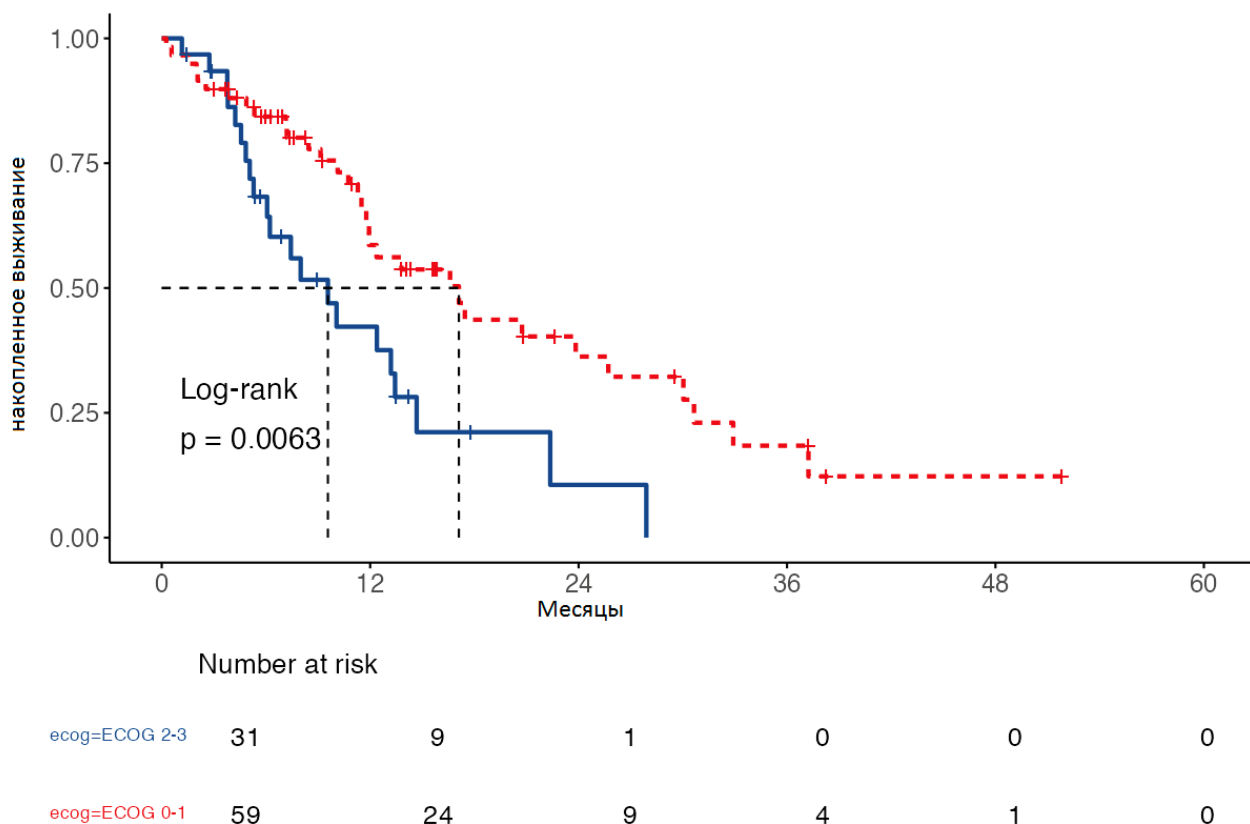 накопленное выживание
1.00
0.75
0.50
0.25
0.00
Log-rank
p = 0.0063
0 12 24 36 48 60
Месяцы
Number at risk
ecog=ECOG 2-3 31 9 1 0 0 0
ecog=ECOG 0-1 59 24 9 4 1 0